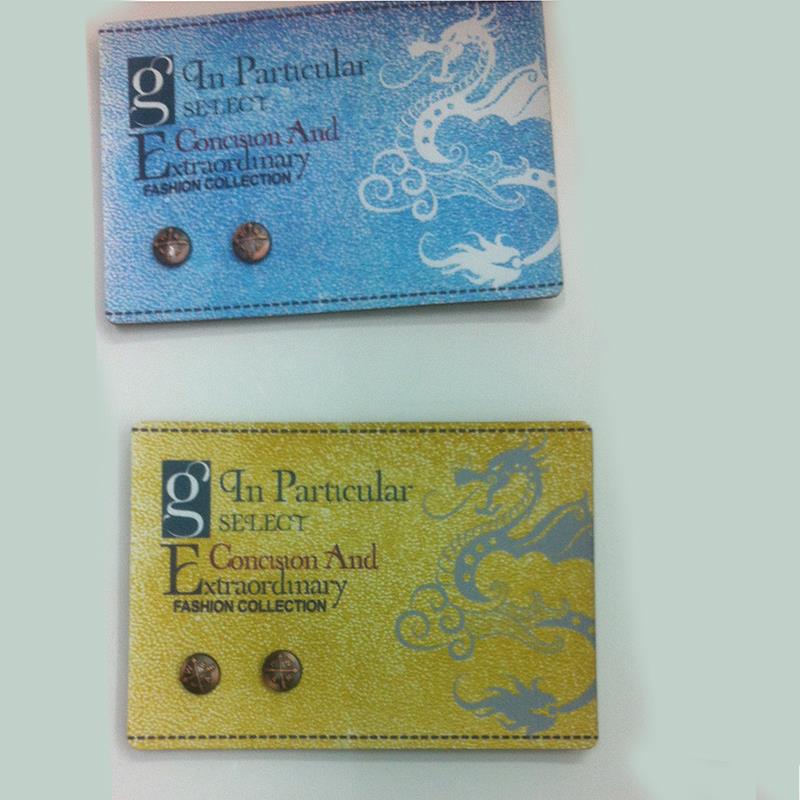 g In Particular
SELECT
Concision And
Extraordinary
FASHION COLLECTION
g In Particular
SELECT
Concision And
Extraordinary
FASHION COLLECTION